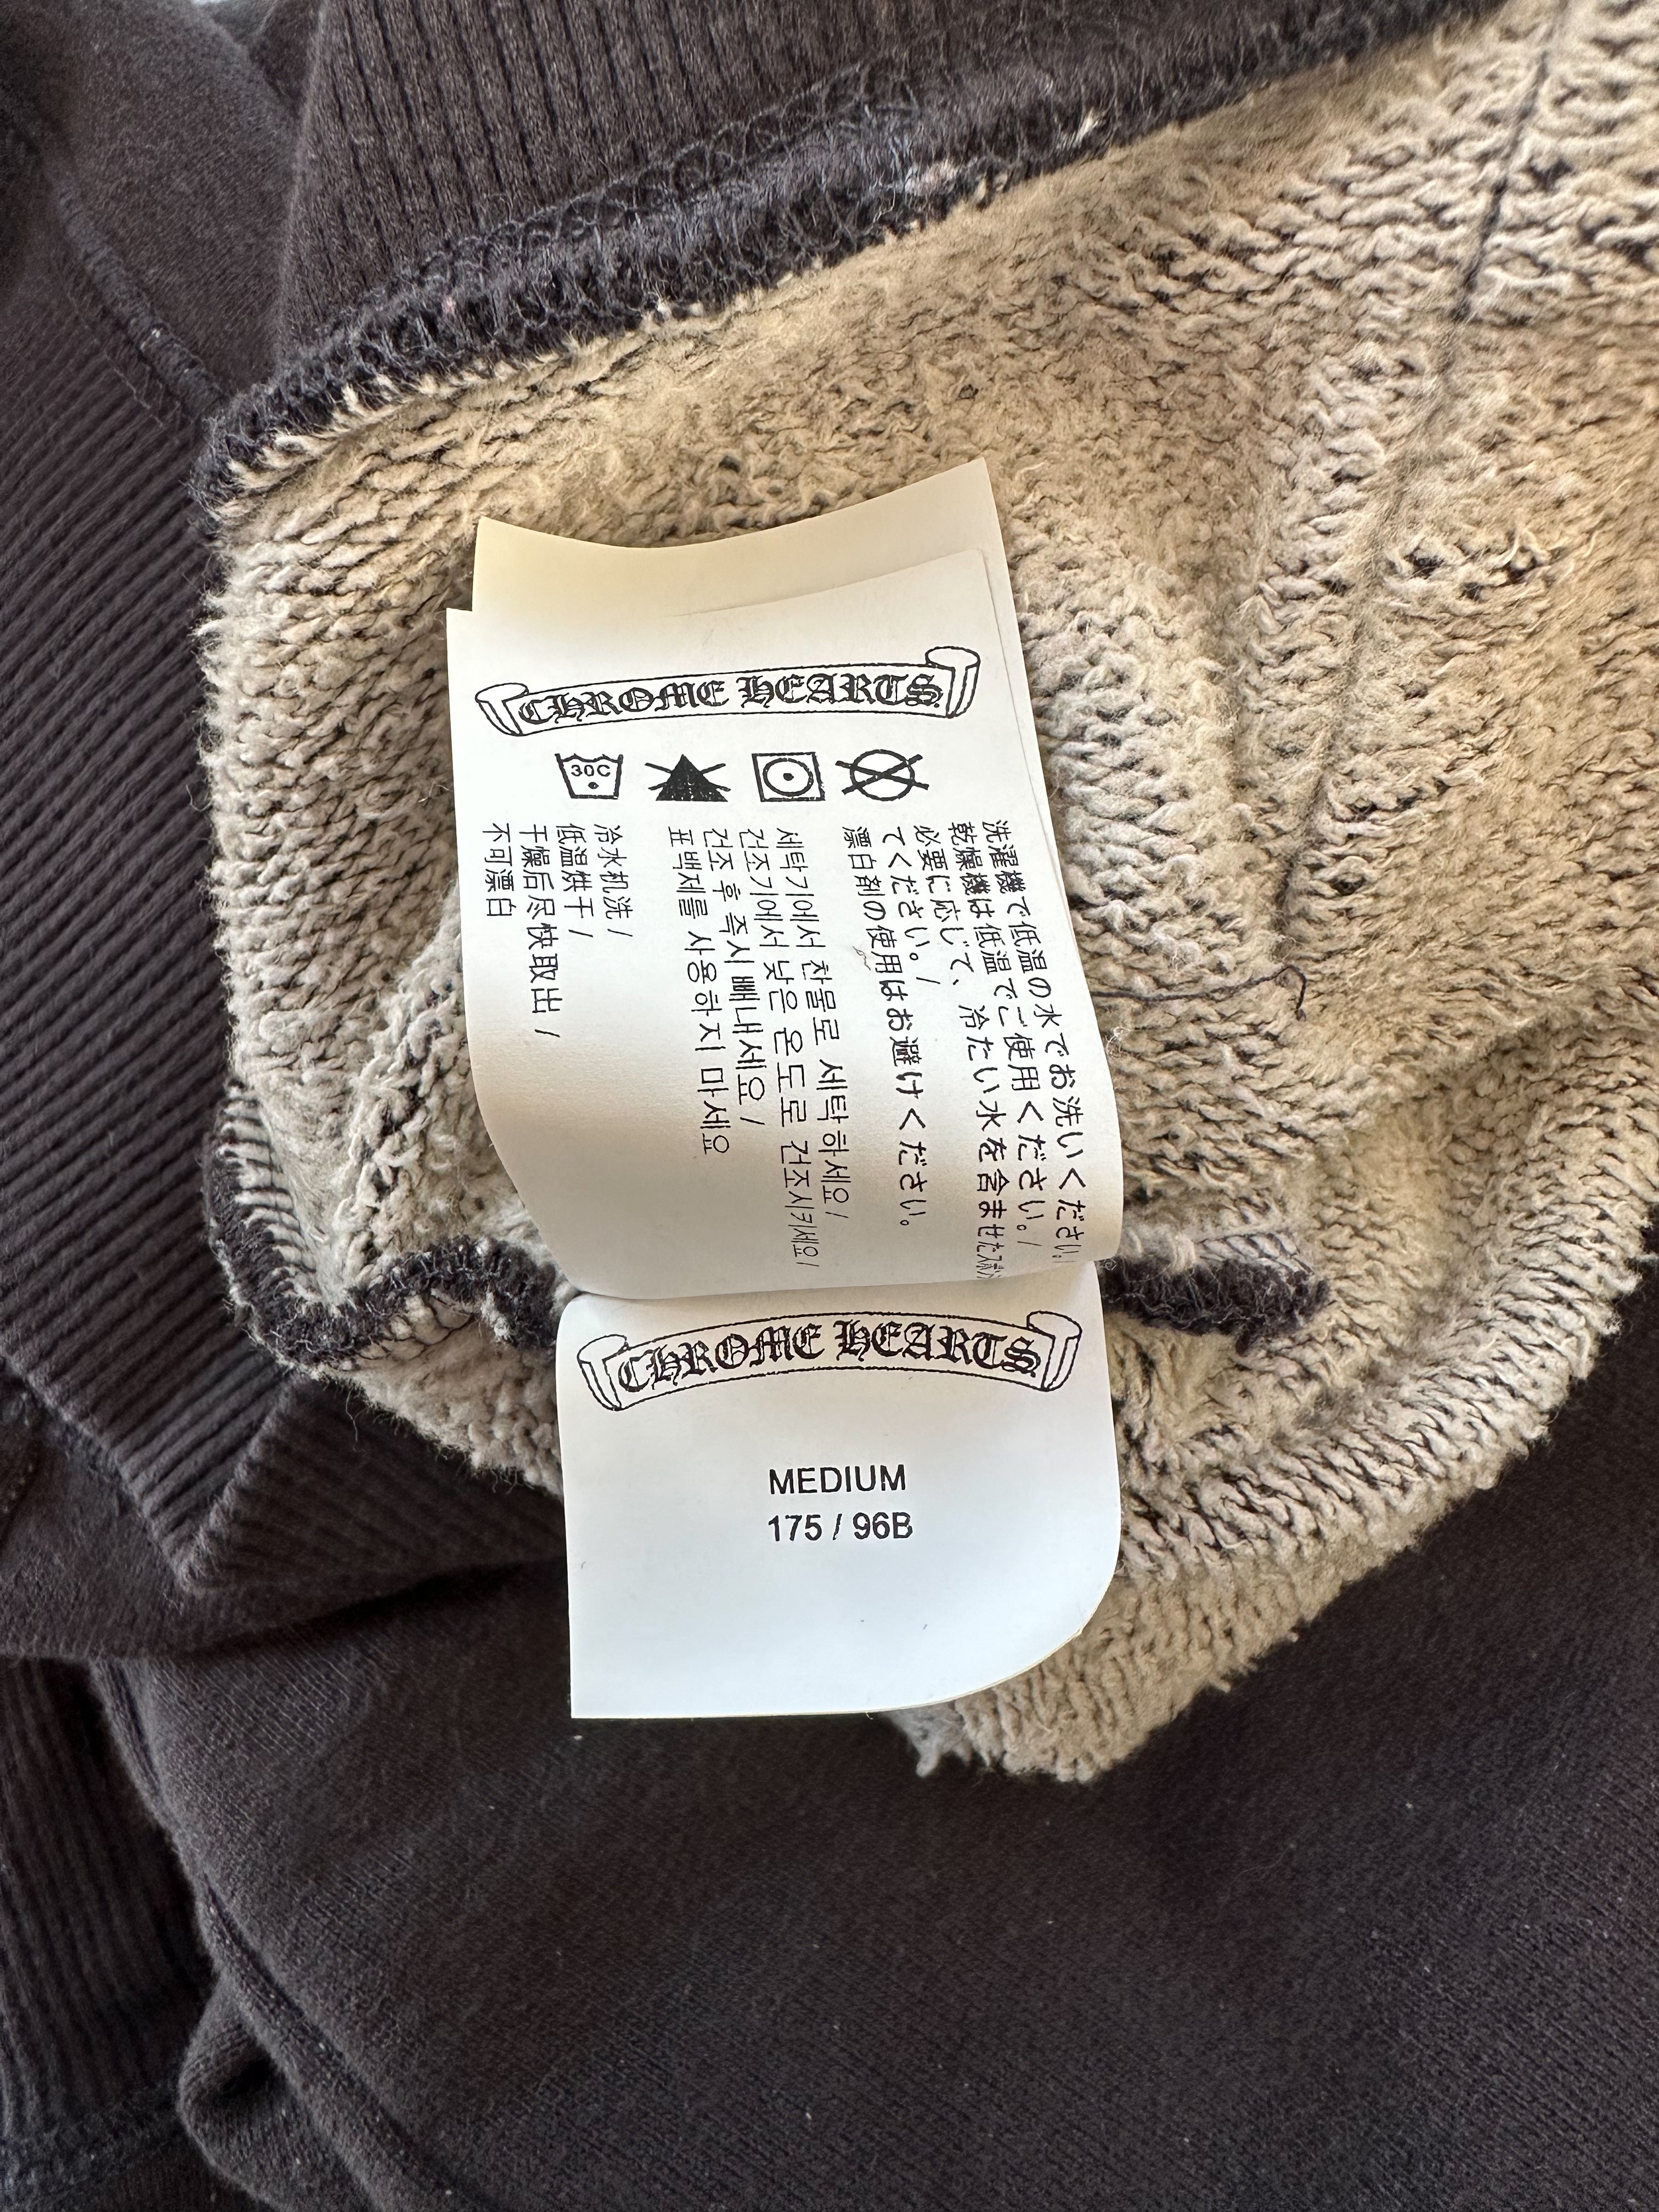 CHROME HEARTS
30C
洗濯機で低温の水でお洗いください
乾燥機は低温でご使用ください。/
必要に応じて、冷たい水を含ませた
てください。/
漂白剤の使用はお避けください。
세탁기에서 찬물로 세탁하세요 /
건조기에서 낮은 온도로 건조시키세요 /
건조 후 즉시 빼내세요 /
표백제를 사용하지 마세요
冷水机洗 /
低温烘干 /
干燥后尽快取出 /
不可漂白
CHROME HEARTS
MEDIUM
175 / 96B